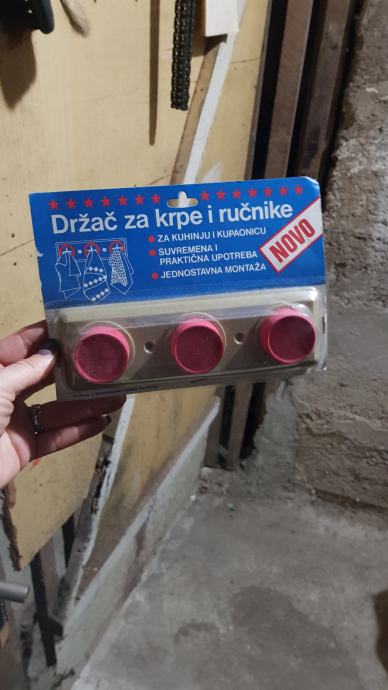 Držač za krpe i ručnike
ZA KUHINJU I KUPAONICU
SUVREMENA I
PRAKTIČNA UPOTREBA
JEDNOSTAVNA MONTAŽA
NOVO